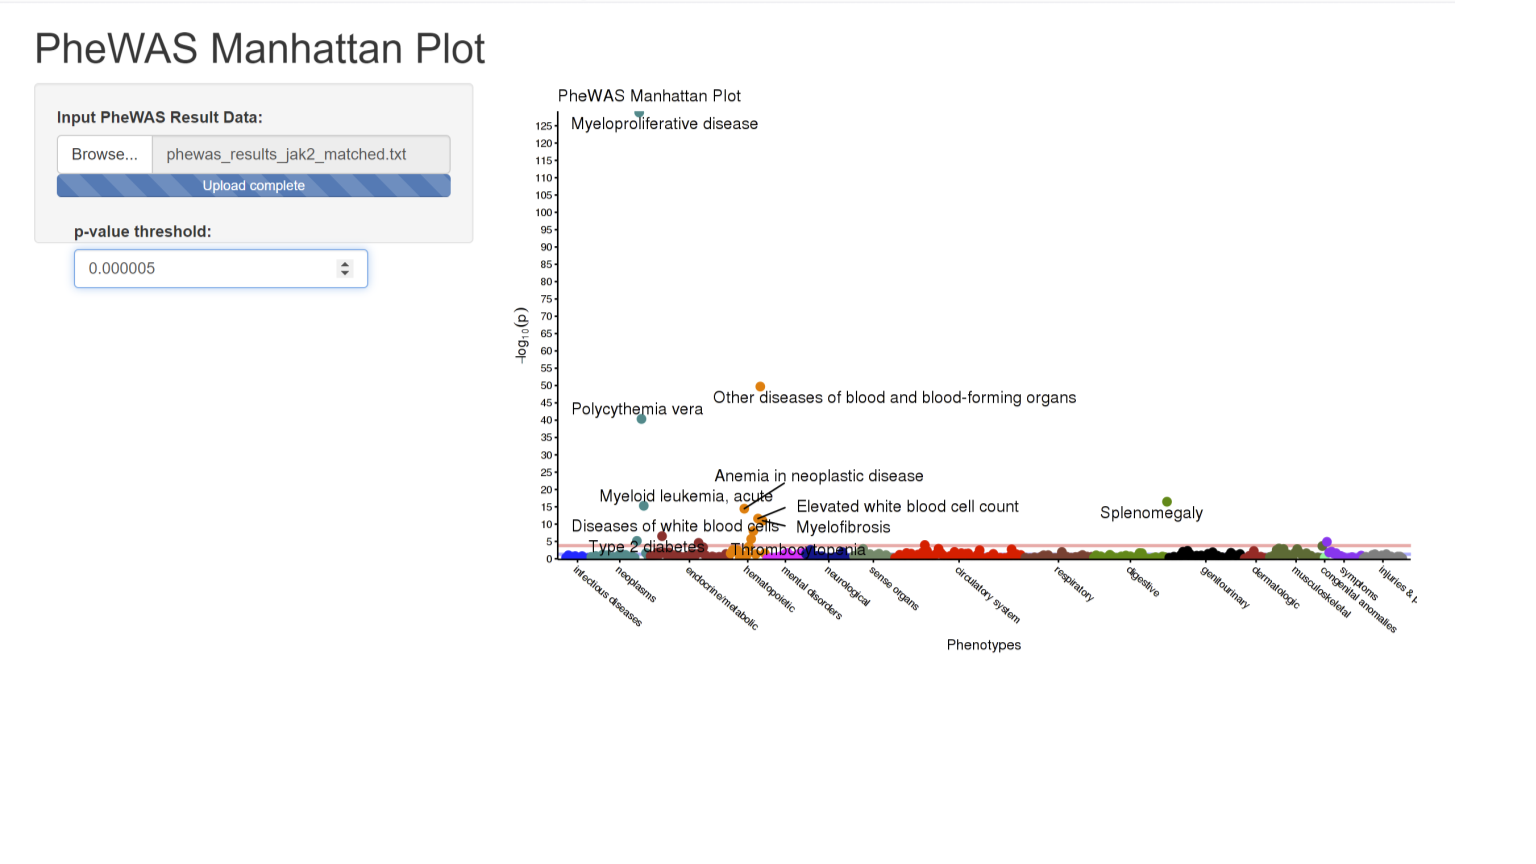 PheWAS Manhattan Plot
Input PheWAS Result Data:
Browse...
phewas_results_jak2_matched.txt
Upload complete
p-value threshold:
0.000005
PheWAS Manhattan Plot
Myeloproliferative disease
Other diseases of blood and blood-forming organs
Polycythemia vera
Anemia in neoplastic disease
Myeloid leukemia, acute
Elevated white blood cell count
Splenomegaly
Diseases of white blood cells
Myelofibrosis
Type 2 diabetes
Thrombocytopenia
-log10(p)
125
120
115
110
105
100
95
90
85
80
75
70
65
60
55
50
45
40
35
30
25
20
15
10
5
0
infectious diseases
neoplasms
endocrine/metabolic
hematopoietic
mental disorders
neurological
sense organs
circulatory system
respiratory
digestive
genitourinary
dermatologic
musculoskeletal
congenital anomalies
symptoms
injuries &
Phenotypes